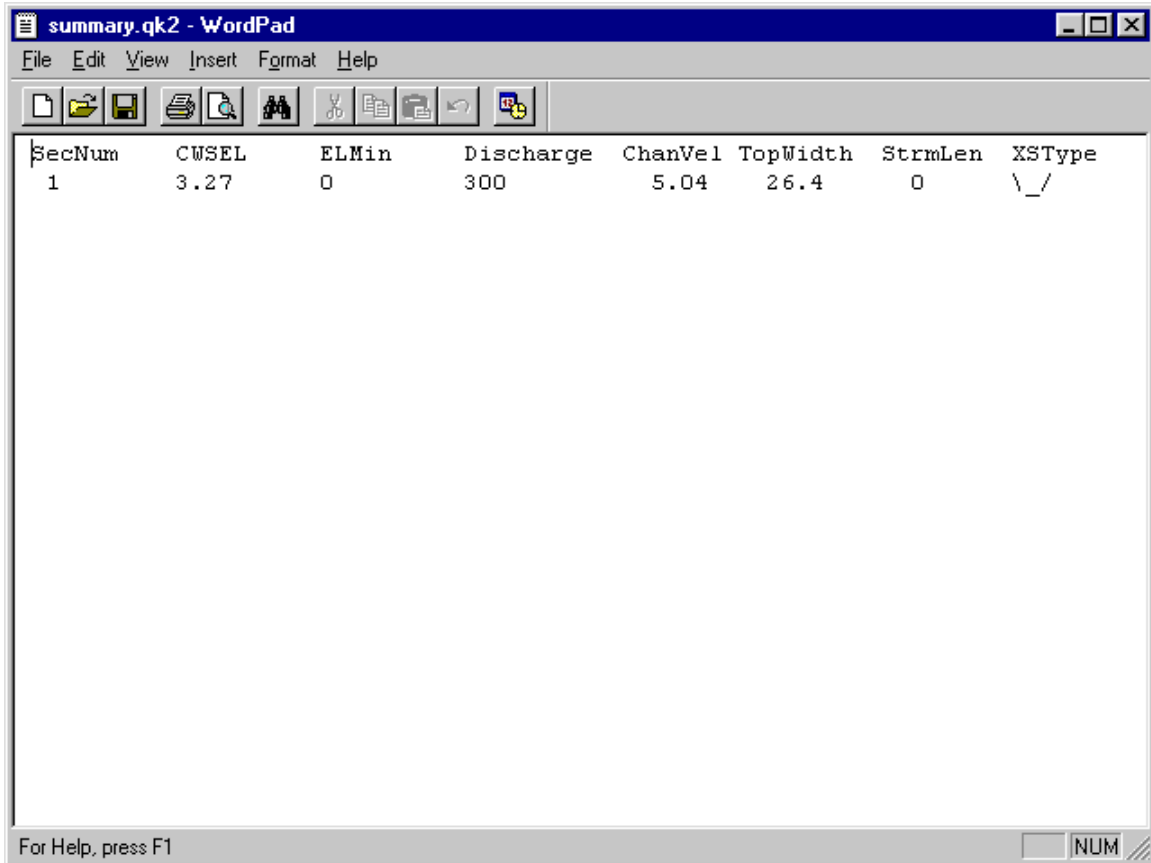 summary.qk2 - WordPad
File Edit View Insert Format Help
SecNum CWSEL ELMin Discharge ChanVel TopWidth StrmLen XSType
1 3.27 0 300 5.04 26.4 0 \_/
For Help, press F1 NUM